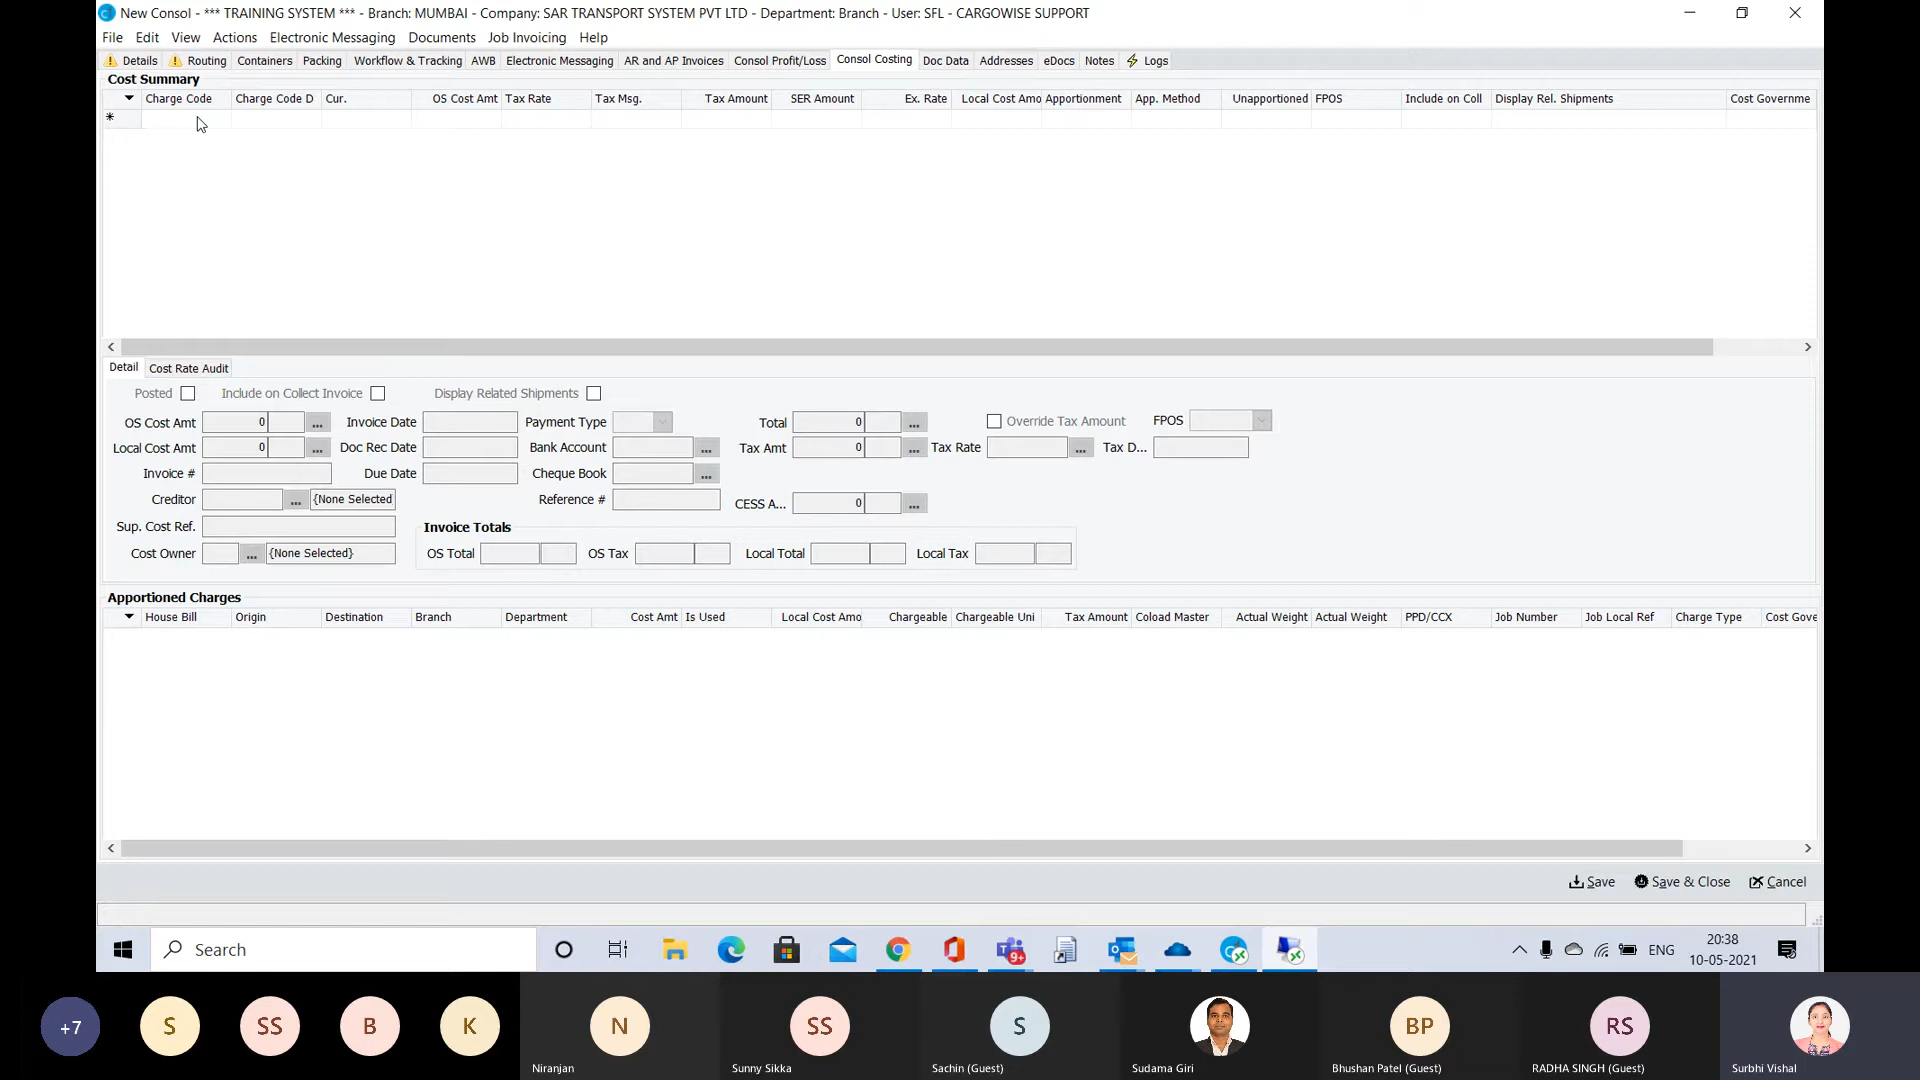 New Consol - *** TRAINING SYSTEM *** - Branch: MUMBAI - Company: SAR TRANSPORT SYSTEM PVT LTD - Department: Branch - User: SFL - CARGOWISE SUPPORT
File Edit View Actions Electronic Messaging Documents Job Invoicing Help
Details Routing Containers Packing Workflow & Tracking AWB Electronic Messaging AR and AP Invoices Consol Profit/Loss Consol Costing Doc Data Addresses eDocs Notes Logs
Cost Summary
Charge Code Charge Code D Cur. OS Cost Amt Tax Rate Tax Msg. Tax Amount SER Amount Ex. Rate Local Cost Amo Apportionment App. Method Unapportioned FPOS Include on Coll Display Rel. Shipments Cost Governme
*
Detail Cost Rate Audit
Posted Include on Collect Invoice Display Related Shipments
OS Cost Amt 0 ... Invoice Date Payment Type Total 0 ... Override Tax Amount FPOS
Local Cost Amt 0 ... Doc Rec Date Bank Account ... Tax Amt 0 ... Tax Rate ... Tax D...
Invoice # Due Date Cheque Book ...
Creditor ... {None Selected Reference # CESS A... 0 ...
Sup. Cost Ref. Invoice Totals
Cost Owner ... {None Selected} OS Total OS Tax Local Total Local Tax
Apportioned Charges
House Bill Origin Destination Branch Department Cost Amt Is Used Local Cost Amo Chargeable Chargeable Uni Tax Amount Coload Master Actual Weight Actual Weight PPD/CCX Job Number Job Local Ref Charge Type Cost Gove
Save Save & Close Cancel
Search 9+ ENG 20:38
10-05-2021
+7 S SS B K N SS S BP RS
Niranjan Sunny Sikka Sachin (Guest) Sudama Giri Bhushan Patel (Guest) RADHA SINGH (Guest) Surbhi Vishal